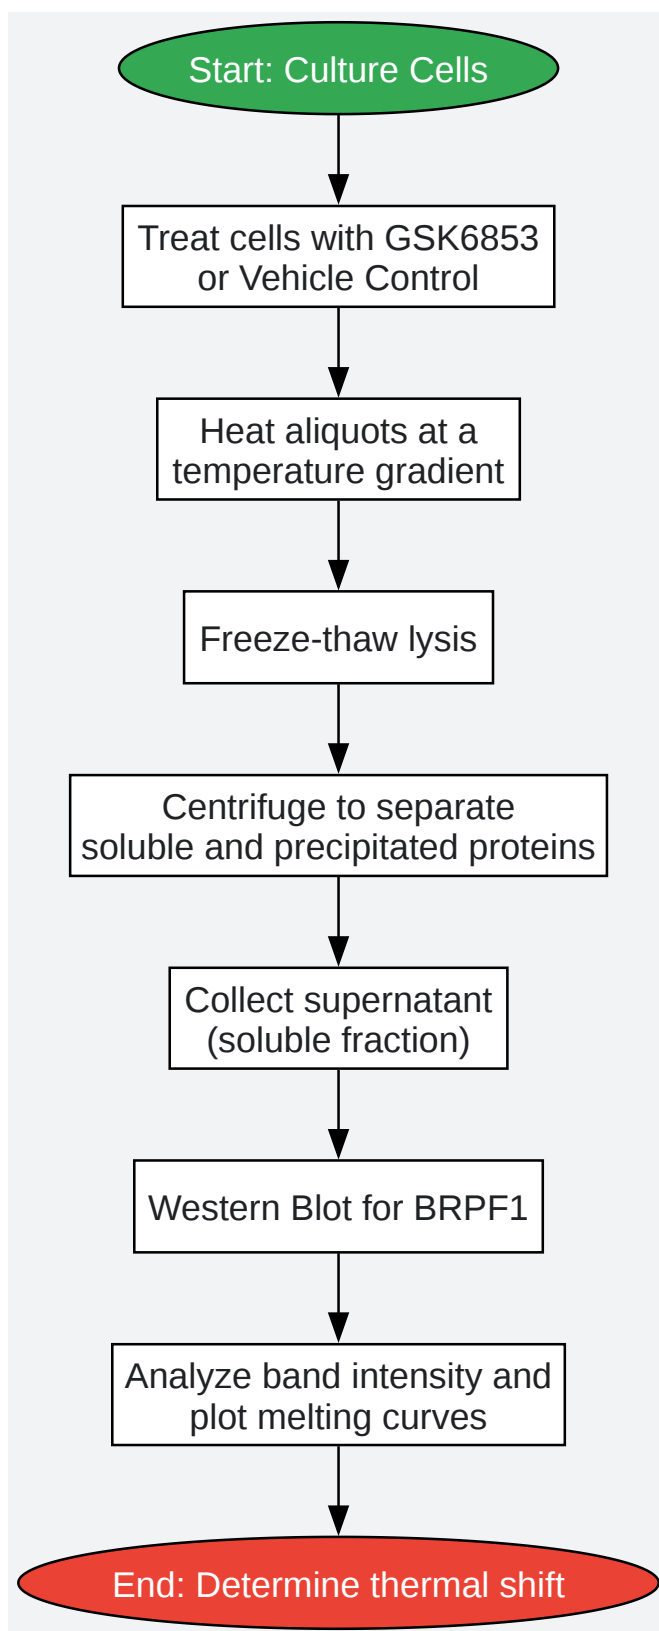 Start: Culture Cells
Treat cells with GSK6853
or Vehicle Control
Heat aliquots at a
temperature gradient
Freeze-thaw lysis
Centrifuge to separate
soluble and precipitated proteins
Collect supernatant
(soluble fraction)
Western Blot for BRPF1
Analyze band intensity and
plot melting curves
End: Determine thermal shift